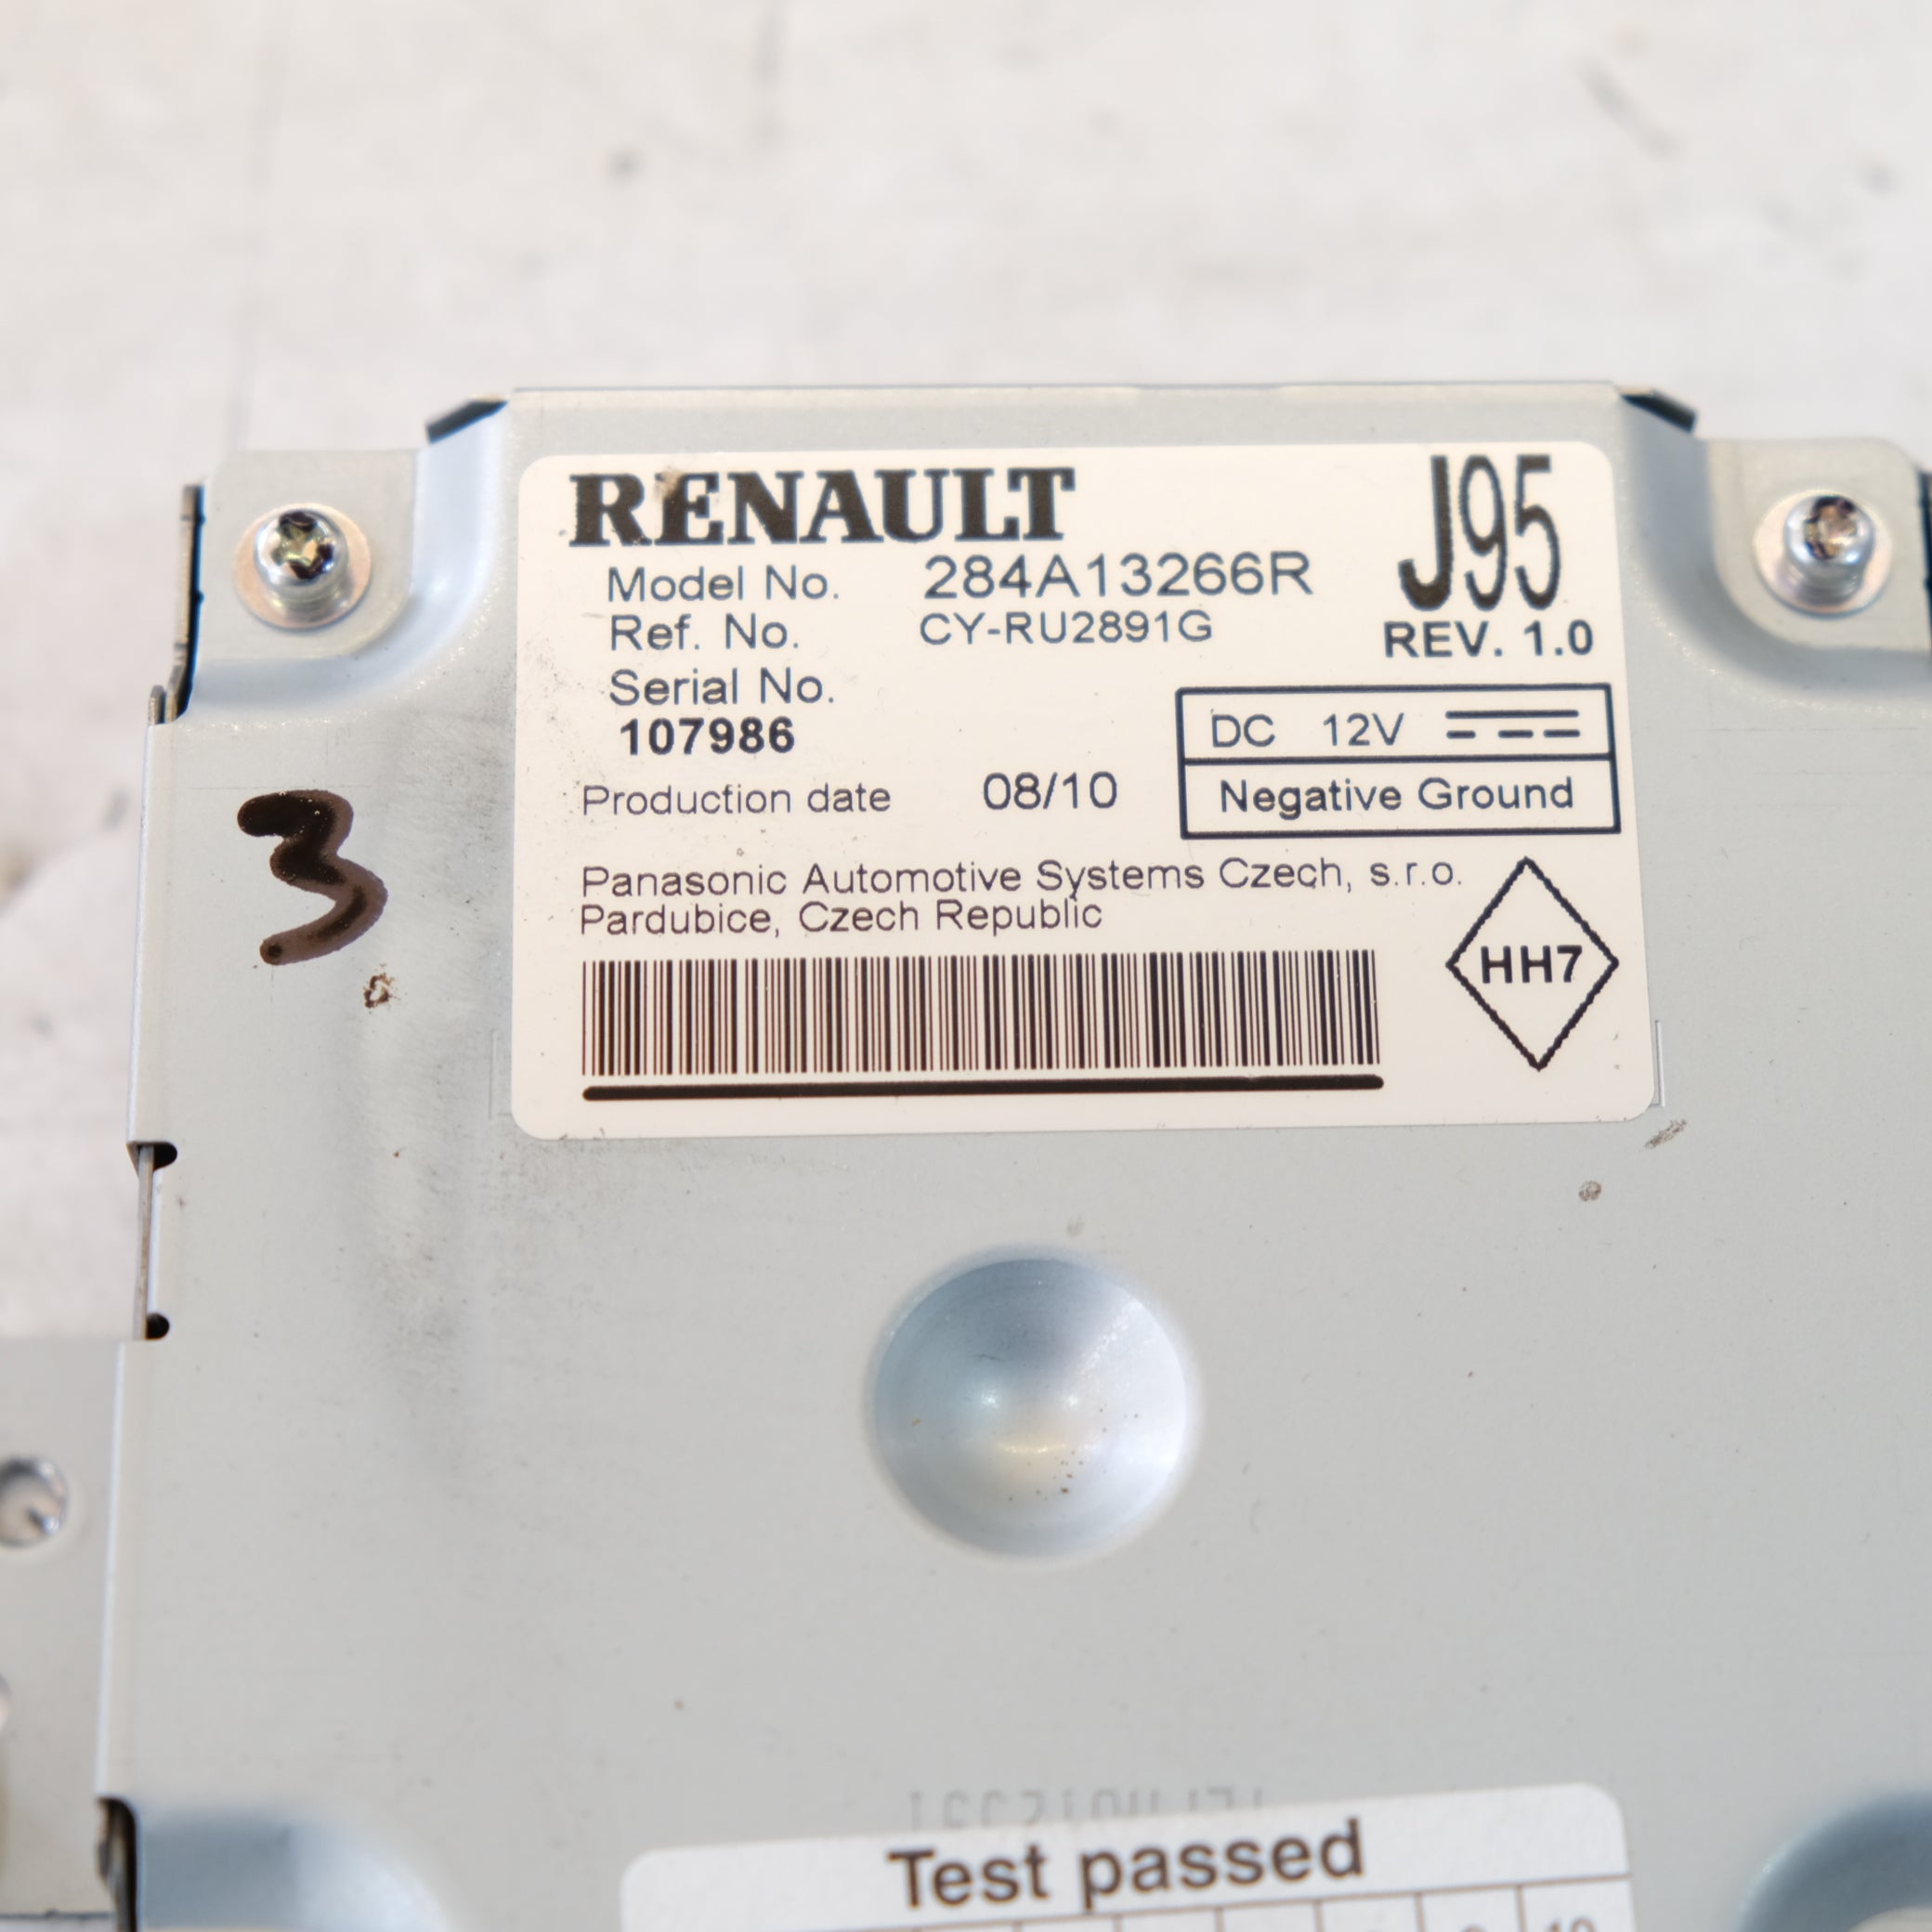 RENAULT
J95
Model No. 284A13266R
Ref. No. CY-RU2891G
REV. 1.0
Serial No.
107986
DC 12V
Production date 08/10
Negative Ground
3
Panasonic Automotive Systems Czech, s.r.o.
Pardubice, Czech Republic
HH7
Test passed